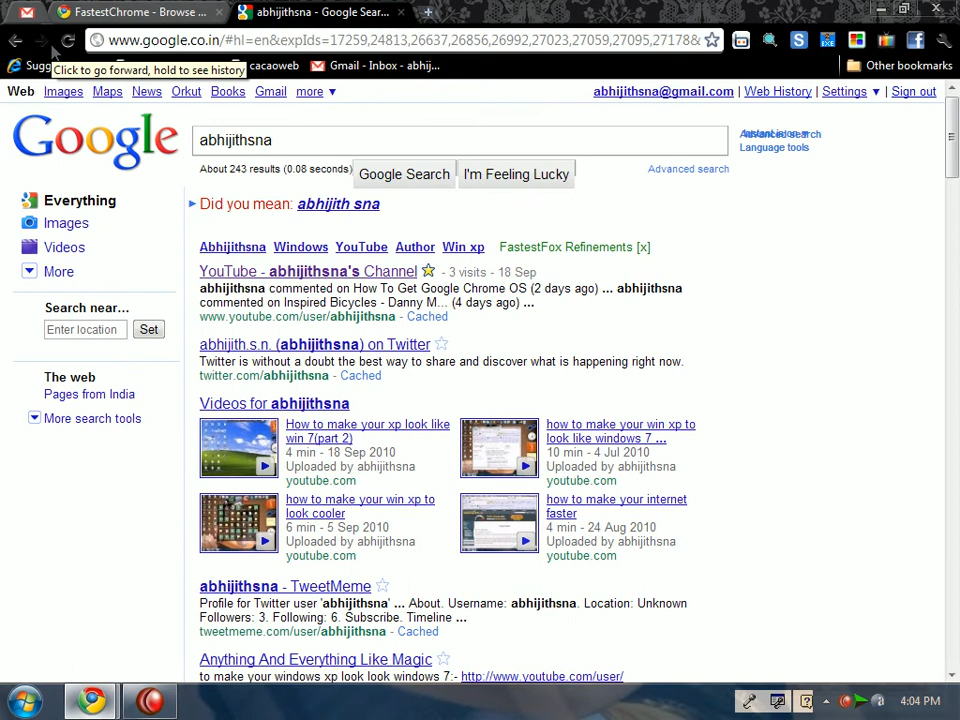 FastestChrome - Browse ...
abhijithsna - Google Sear...
www.google.co.in/#hl=en&expIds=17259,24813,26637,26856,26992,27023,27059,27095,27178&
Sugg
Click to go forward, hold to see history
cacaoweb
Gmail - Inbox - abhij...
Other bookmarks
Web Images Maps News Orkut Books Gmail more ▼
abhijithsna@gmail.com | Web History | Settings ▼ | Sign out
Google
abhijithsna
Advanced search
Language tools
About 243 results (0.08 seconds)
Google Search
I'm Feeling Lucky
Advanced search
Everything
Images
Videos
More
Search near...
Enter location
Set
The web
Pages from India
More search tools
Did you mean: abhijith sna
Abhijithsna Windows YouTube Author Win xp FastestFox Refinements [x]
YouTube - abhijithsna's Channel - 3 visits - 18 Sep
abhijithsna commented on How To Get Google Chrome OS (2 days ago) ... abhijithsna
commented on Inspired Bicycles - Danny M... (4 days ago) ...
www.youtube.com/user/abhijithsna - Cached
abhijith.s.n. (abhijithsna) on Twitter
Twitter is without a doubt the best way to share and discover what is happening right now.
twitter.com/abhijithsna - Cached
Videos for abhijithsna
How to make your xp look like
win 7(part 2)
4 min - 18 Sep 2010
Uploaded by abhijithsna
youtube.com
how to make your win xp to
look like windows 7 ...
10 min - 4 Jul 2010
Uploaded by abhijithsna
youtube.com
how to make your win xp to
look cooler
6 min - 5 Sep 2010
Uploaded by abhijithsna
youtube.com
how to make your internet
faster
4 min - 24 Aug 2010
Uploaded by abhijithsna
youtube.com
abhijithsna - TweetMeme
Profile for Twitter user 'abhijithsna' ... About. Username: abhijithsna. Location: Unknown
Followers: 3. Following: 6. Subscribe. Timeline ...
tweetmeme.com/user/abhijithsna - Cached
Anything And Everything Like Magic
to make your windows xp look look windows 7:- http://www.youtube.com/user/
4:04 PM